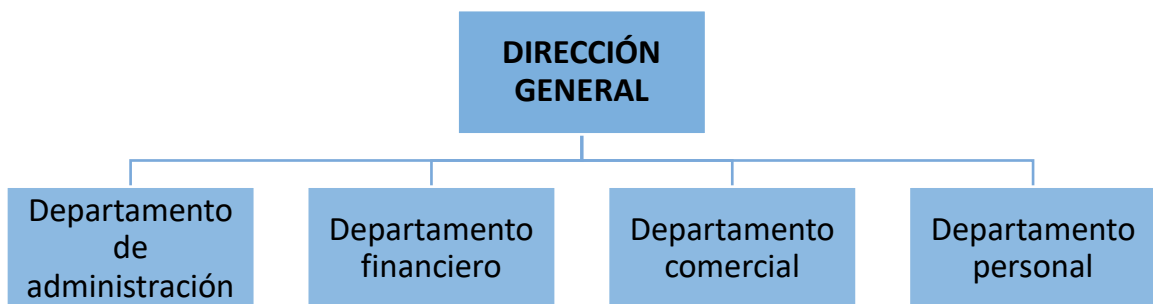 DIRECCIÓN
GENERAL
Departamento
de
administración
Departamento
financiero
Departamento
comercial
Departamento
personal